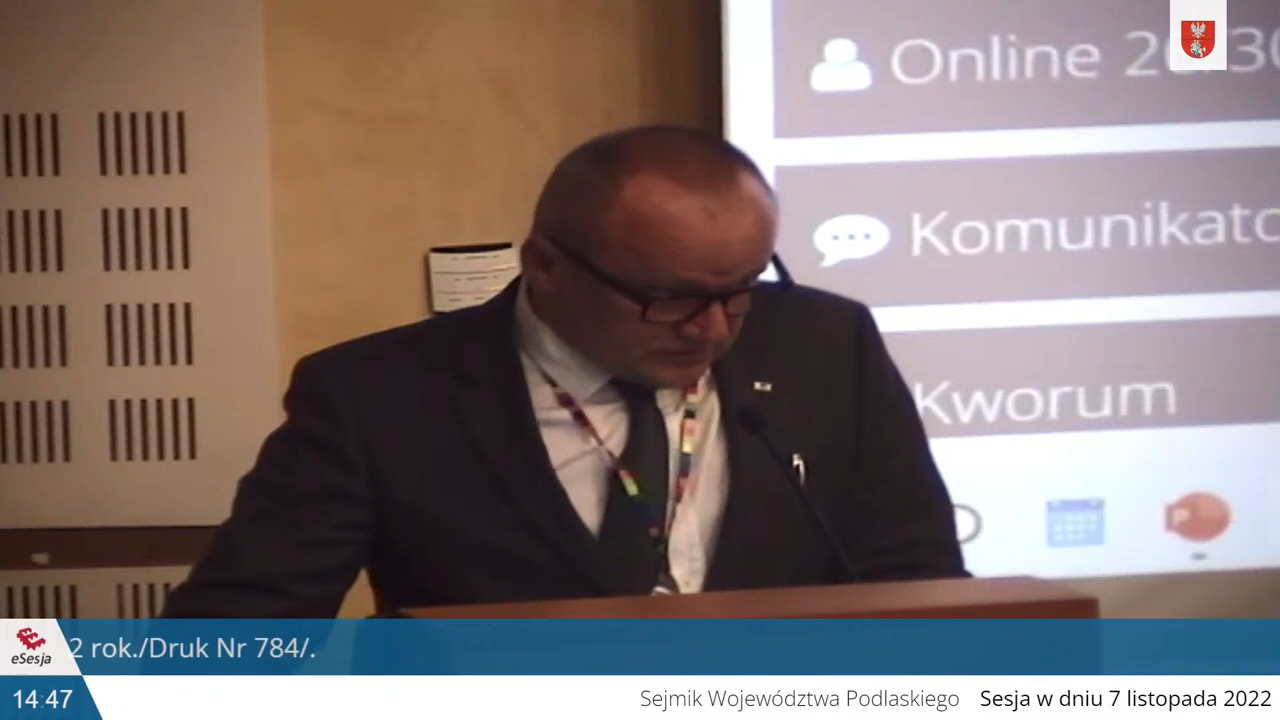 Online
Komunikato
Kworum
P
eSesja
2 rok./Druk Nr 784/.
14:47
Sejmik Województwa Podlaskiego Sesja w dniu 7 listopada 2022